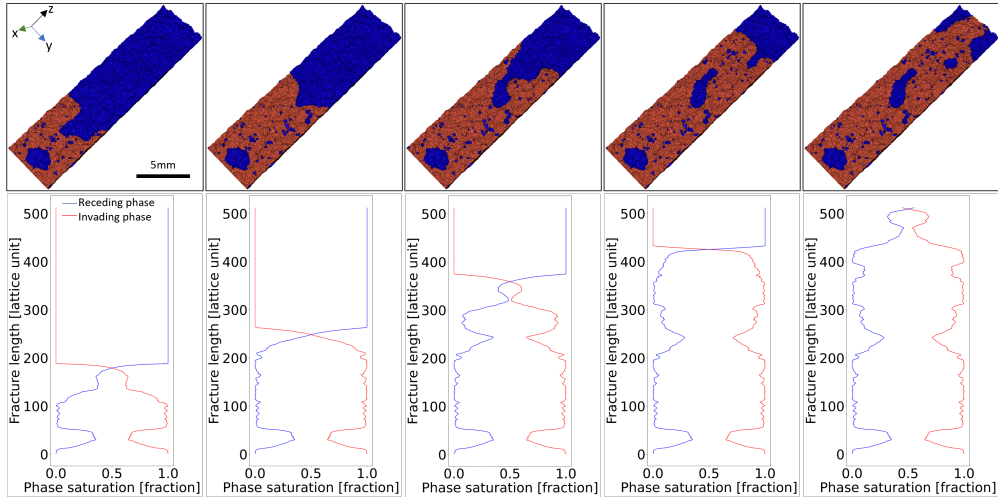 z
x
y
5mm
Receding phase
Invading phase
Fracture length [lattice unit]
500
400
300
200
100
0
0.0 0.5 1.0
Phase saturation [fraction]
Fracture length [lattice unit]
500
400
300
200
100
0
0.0 0.5 1.0
Phase saturation [fraction]
Fracture length [lattice unit]
500
400
300
200
100
0
0.0 0.5 1.0
Phase saturation [fraction]
Fracture length [lattice unit]
500
400
300
200
100
0
0.0 0.5 1.0
Phase saturation [fraction]
Fracture length [lattice unit]
500
400
300
200
100
0
0.0 0.5 1.0
Phase saturation [fraction]